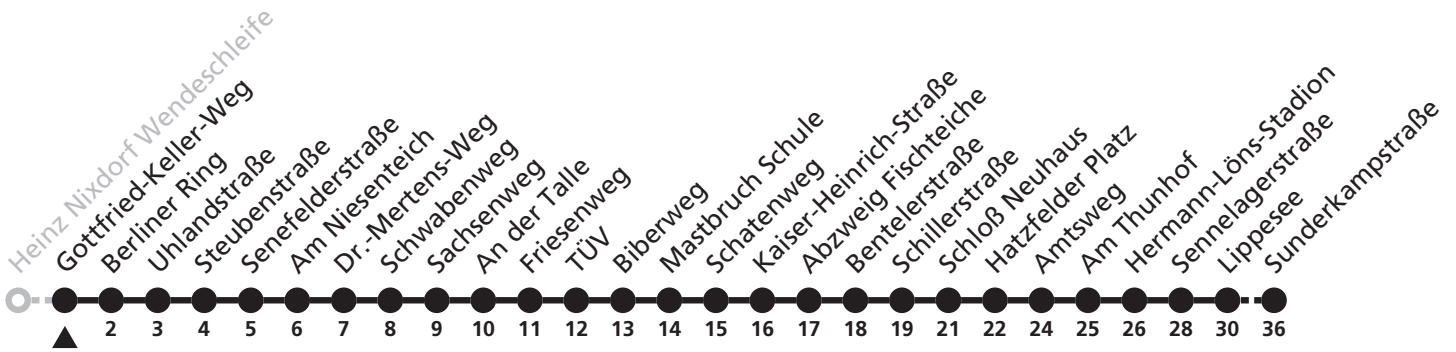 Heinz Nixdorf Wendeschleife
Gottfried-Keller-Weg
Berliner Ring
Uhlandstraße
Steubenstraße
Senefelderstraße
Am Niesenteich
Dr.-Mertens-Weg
Schwabenweg
Sachsenweg
An der Talle
Friesenweg
TÜV
Biberweg
Mastbruch Schule
Schatenweg
Kaiser-Heinrich-Straße
Abzweig Fischteiche
Bentelerstraße
Schillerstraße
Schloß Neuhaus
Hatzfelder Platz
Amtsweg
Am Thunhof
Hermann-Löns-Stadion
Sennelagerstraße
Lippesee
Sunderkampstraße
2 3 4 5 6 7 8 9 10 11 12 13 14 15 16 17 18 19 21 22 24 25 26 28 30 36